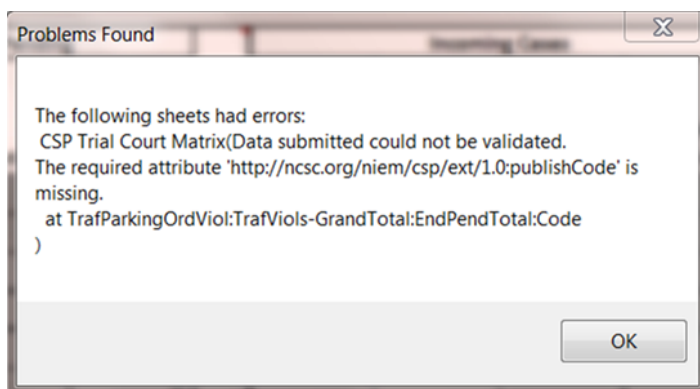 Problems Found
Incoming Cases
The following sheets had errors:
CSP Trial Court Matrix(Data submitted could not be validated.
The required attribute 'http://ncsc.org/niem/csp/ext/1.0:publishCode' is
missing.
at TrafParkingOrdViol:TrafViols-GrandTotal:EndPendTotal:Code
)
OK